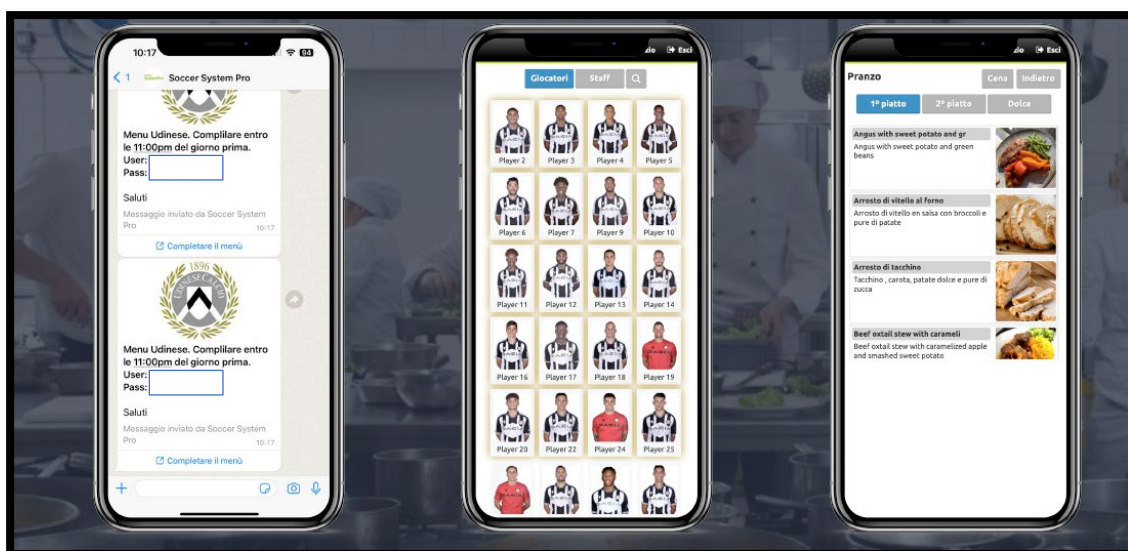 10:17
94
1
Soccer System Pro
Menu Udinese. Complilare entro
le 11:00pm del giorno prima.
User:
Pass:
Saluti
Messaggio inviato da Soccer System
Pro
10:17
Completare il menù
1896
UDINESE CALCIO
Menu Udinese. Complilare entro
le 11:00pm del giorno prima.
User:
Pass:
Saluti
Messaggio inviato da Soccer System
Pro
10:17
Completare il menù
Esci
Giocatori
Staff
Player 2
Player 3
Player 4
Player 5
Player 6
Player 7
Player 9
Player 10
Player 11
Player 12
Player 13
Player 14
Player 16
Player 17
Player 18
Player 19
Player 20
Player 22
Player 24
Player 25
Esci
Pranzo
Cena
Indietro
1º piatto
2º piatto
Dolce
Angus with sweet potato and gr
Angus with sweet potato and green
beans
Arrosto di vitello al forno
Arrosto di vitello en salsa con broccoli e
pure di patate
Arrosto di tacchino
Tacchino , carota, patate dolce e pure di
zucca
Beef oxtail stew with carameli
Beef oxtail stew with caramelized apple
and smashed sweet potato